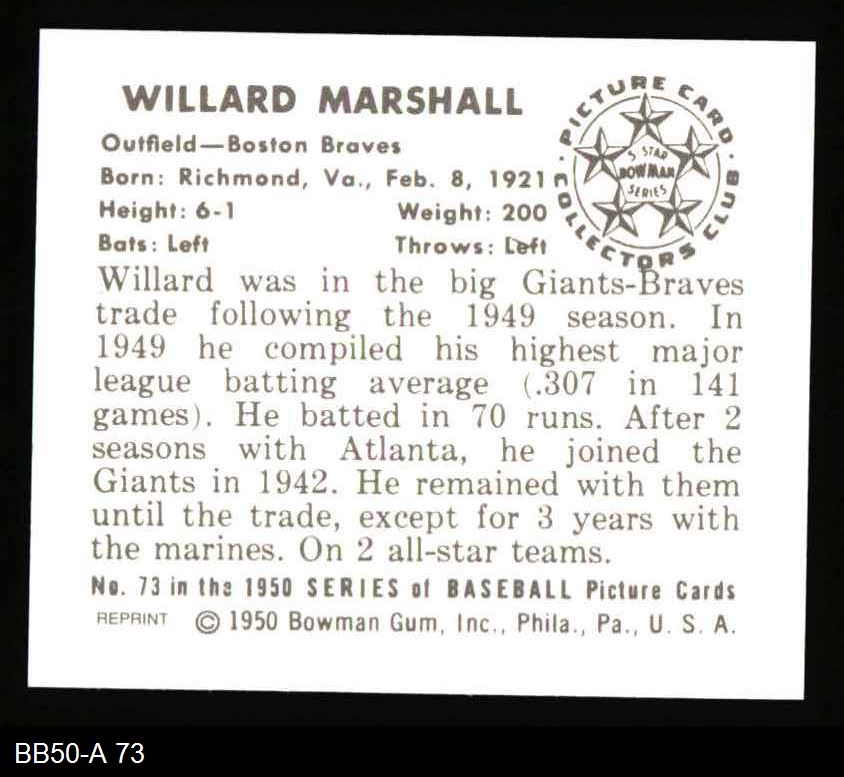 WILLARD MARSHALL
Outfield—Boston Braves
Born: Richmond, Va., Feb. 8, 1921
Height: 6-1 Weight: 200
Bats: Left Throws: Left
PICTURE CARD
COLLECTORS CLUB
5 STAR
BOWMAN
SERIES
Willard was in the big Giants-Braves
trade following the 1949 season. In
1949 he compiled his highest major
league batting average (.307 in 141
games). He batted in 70 runs. After 2
seasons with Atlanta, he joined the
Giants in 1942. He remained with them
until the trade, except for 3 years with
the marines. On 2 all-star teams.
No. 73 in the 1950 SERIES of BASEBALL Picture Cards
REPRINT © 1950 Bowman Gum, Inc., Phila., Pa., U. S. A.
BB50-A 73